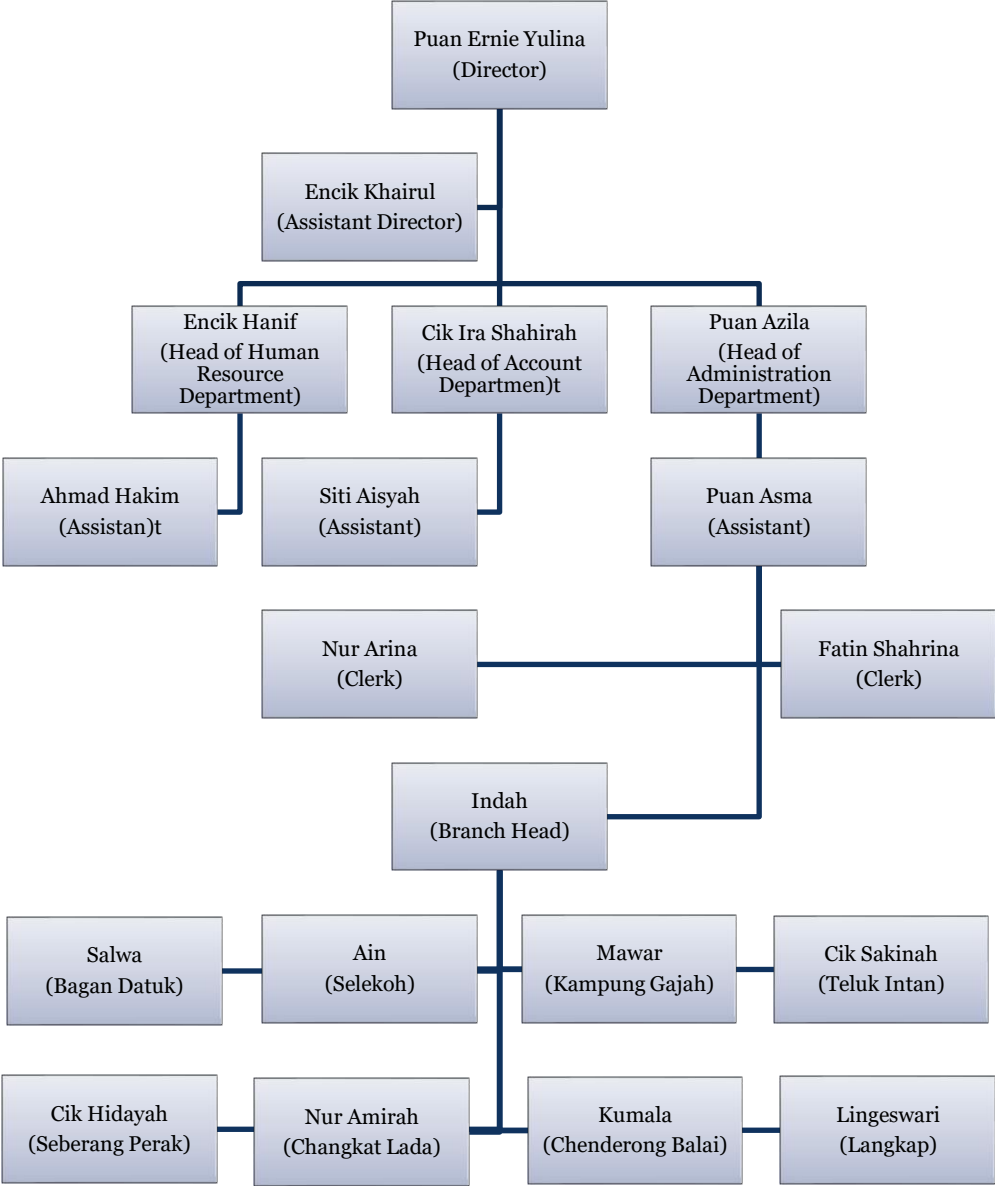 Puan Ernie Yulina
(Director)
Encik Khairul
(Assistant Director)
Encik Hanif
(Head of Human
Resource
Department)
Cik Ira Shahirah
(Head of Account
Departmen)t
Puan Azila
(Head of
Administration
Department)
Ahmad Hakim
(Assistan)t
Siti Aisyah
(Assistant)
Puan Asma
(Assistant)
Nur Arina
(Clerk)
Fatin Shahrina
(Clerk)
Indah
(Branch Head)
Salwa
(Bagan Datuk)
Ain
(Selekoh)
Mawar
(Kampung Gajah)
Cik Sakinah
(Teluk Intan)
Cik Hidayah
(Seberang Perak)
Nur Amirah
(Changkat Lada)
Kumala
(Chenderong Balai)
Lingeswari
(Langkap)